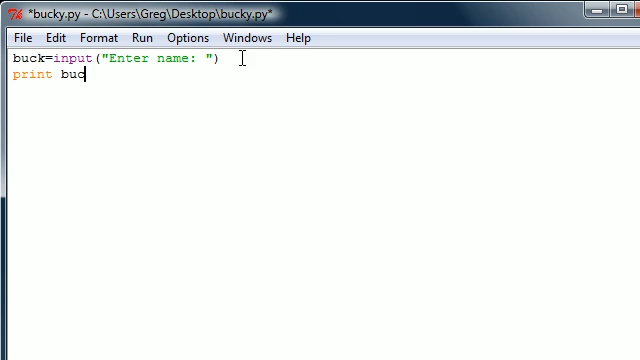 *bucky.py - C:\Users\Greg\Desktop\bucky.py*
File Edit Format Run Options Windows Help
buck=input("Enter name: ")
print buc